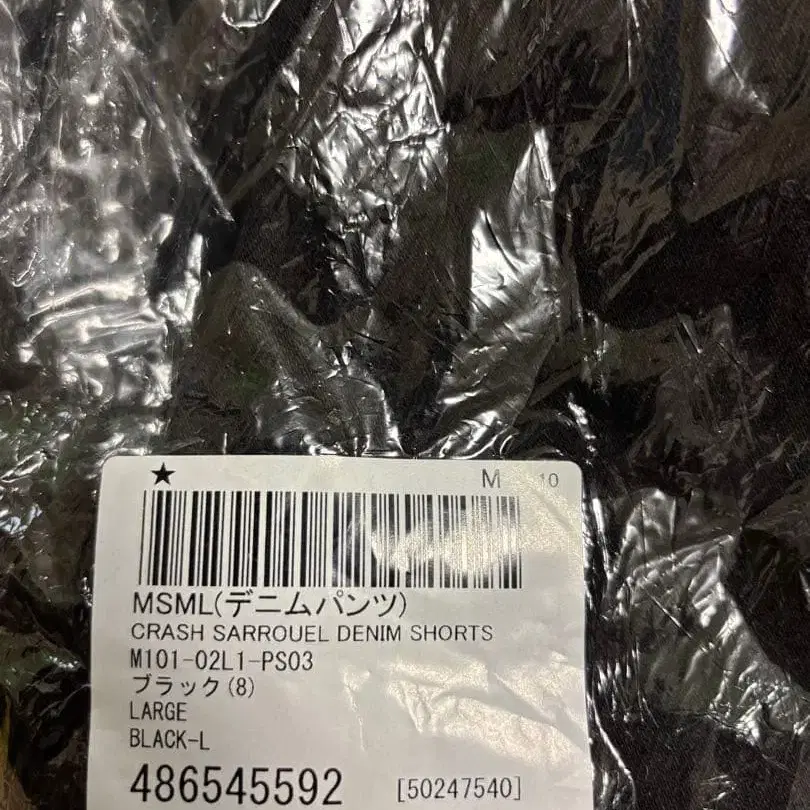 ★ M 10
MSML(デニムパンツ)
CRASH SARROUEL DENIM SHORTS
M101-02L1-PS03
ブラック(8)
LARGE
BLACK-L
486545592 [50247540]